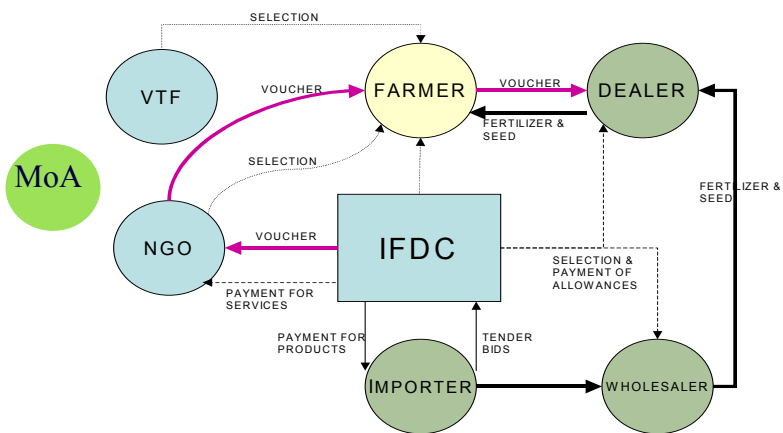 SELECTION
VTF
VOUCHER
FARMER
VOUCHER
DEALER
FERTILIZER &
SEED
SELECTION
MoA
FERTILIZER &
SEED
NGO
VOUCHER
IFDC
SELECTION &
PAYMENT OF
ALLOWANCES
PAYMENT FOR
SERVICES
PAYMENT FOR
PRODUCTS
TENDER
BIDS
IMPORTER
WHOLESALER